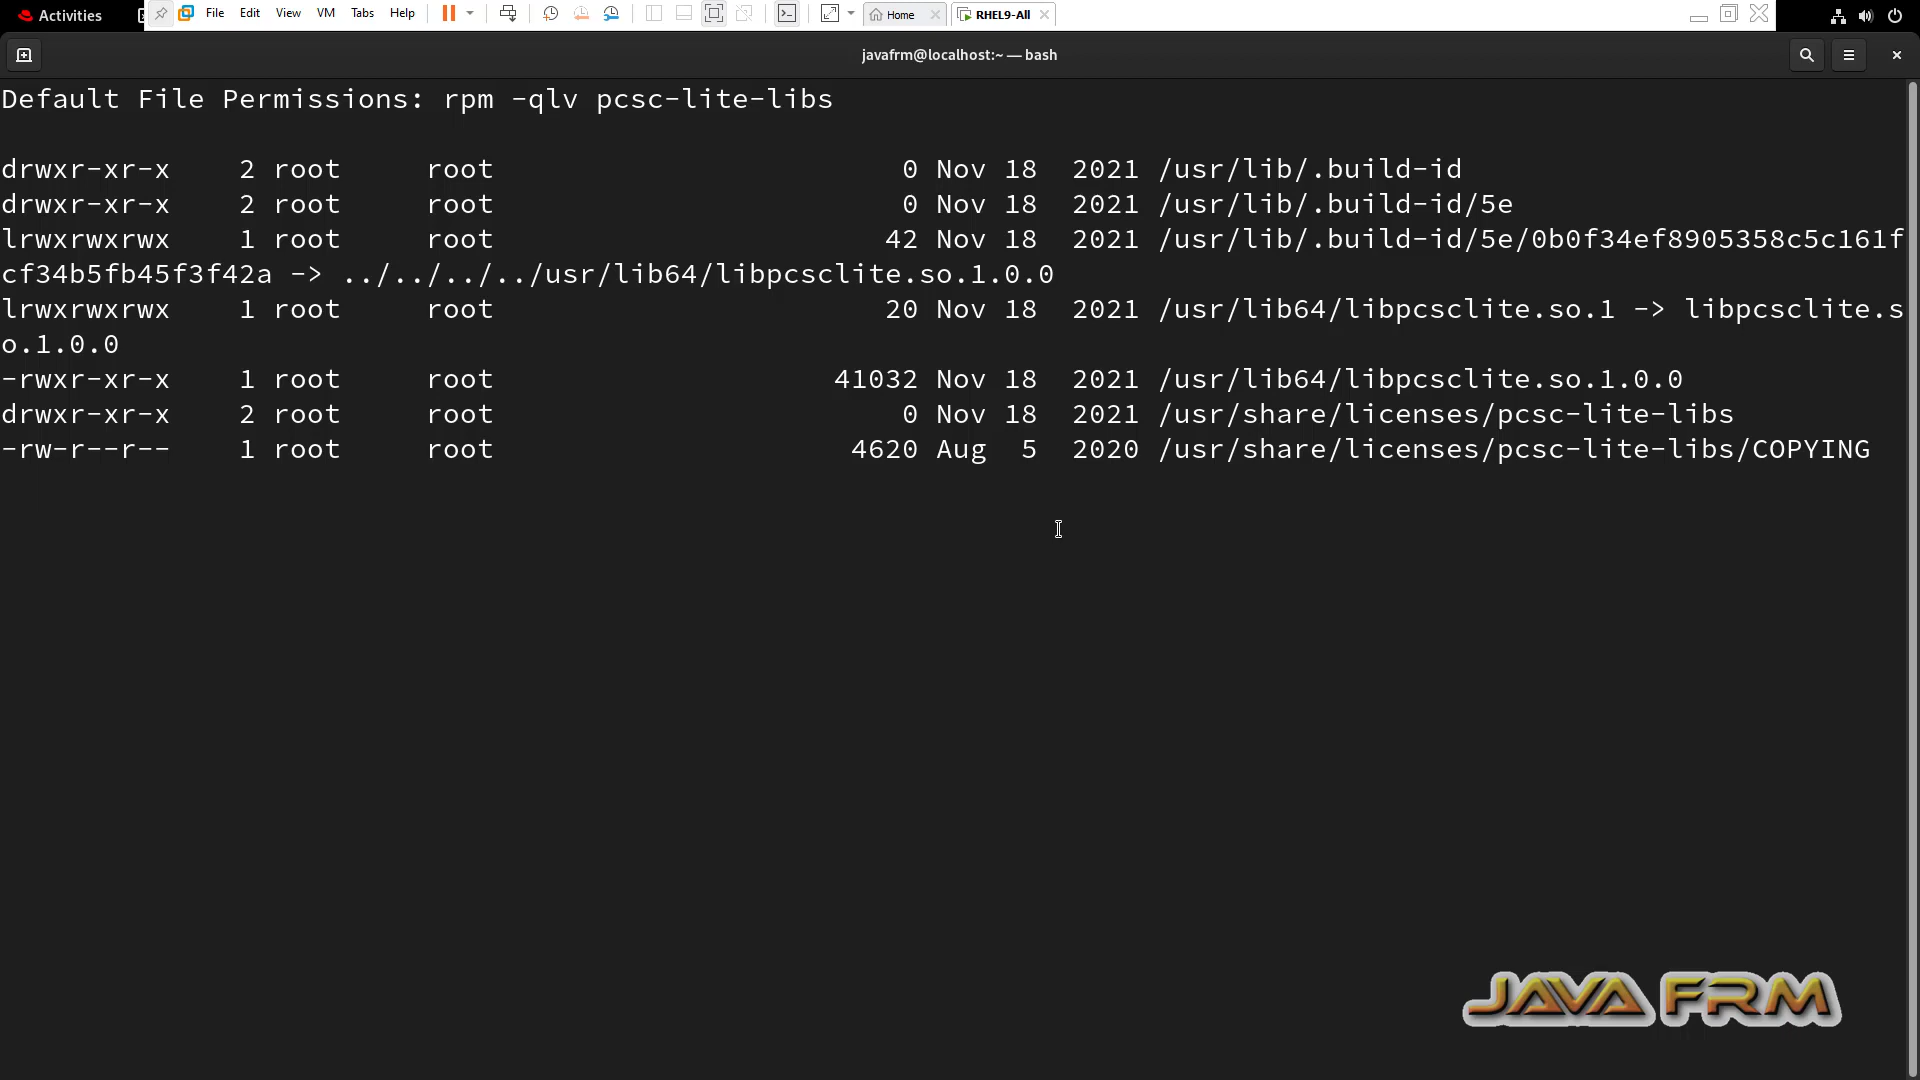 Activities
File Edit View VM Tabs Help
Home
RHEL9-All
javafrm@localhost:~ — bash
Default File Permissions: rpm -qlv pcsc-lite-libs
drwxr-xr-x 2 root root 0 Nov 18 2021 /usr/lib/.build-id
drwxr-xr-x 2 root root 0 Nov 18 2021 /usr/lib/.build-id/5e
lrwxrwxrwx 1 root root 42 Nov 18 2021 /usr/lib/.build-id/5e/0b0f34ef8905358c5c161f
cf34b5fb45f3f42a -> ../../../../usr/lib64/libpcsclite.so.1.0.0
lrwxrwxrwx 1 root root 20 Nov 18 2021 /usr/lib64/libpcsclite.so.1 -> libpcsclite.s
o.1.0.0
-rwxr-xr-x 1 root root 41032 Nov 18 2021 /usr/lib64/libpcsclite.so.1.0.0
drwxr-xr-x 2 root root 0 Nov 18 2021 /usr/share/licenses/pcsc-lite-libs
-rw-r--r-- 1 root root 4620 Aug 5 2020 /usr/share/licenses/pcsc-lite-libs/COPYING
JAVA FRM